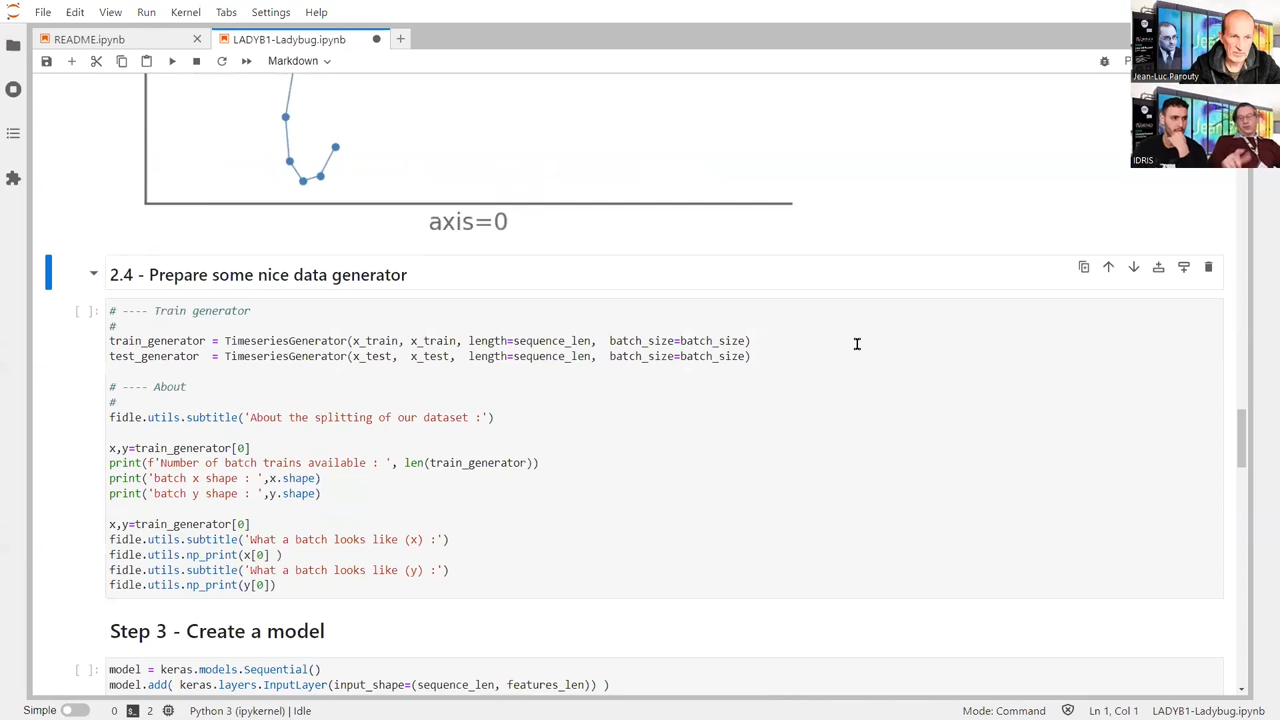 File Edit View Run Kernel Tabs Settings Help
README.ipynb
LADYB1-Ladybug.ipynb
Markdown
axis=0
2.4 - Prepare some nice data generator
[ ]:
# ---- Train generator
#
train_generator = TimeseriesGenerator(x_train, x_train, length=sequence_len, batch_size=batch_size)
test_generator = TimeseriesGenerator(x_test, x_test, length=sequence_len, batch_size=batch_size)
# ---- About
#
fidle.utils.subtitle('About the splitting of our dataset :')
x,y=train_generator[0]
print(f'Number of batch trains available : ', len(train_generator))
print('batch x shape : ',x.shape)
print('batch y shape : ',y.shape)
x,y=train_generator[0]
fidle.utils.subtitle('What a batch looks like (x) :')
fidle.utils.np_print(x[0] )
fidle.utils.subtitle('What a batch looks like (y) :')
fidle.utils.np_print(y[0])
Step 3 - Create a model
[ ]:
model = keras.models.Sequential()
model.add( keras.layers.InputLayer(input_shape=(sequence_len, features_len)) )
Simple 0 2 Python 3 (ipykernel) | Idle Mode: Command Ln 1, Col 1 LADYB1-Ladybug.ipynb
Jean-Luc Parouty
IDRIS